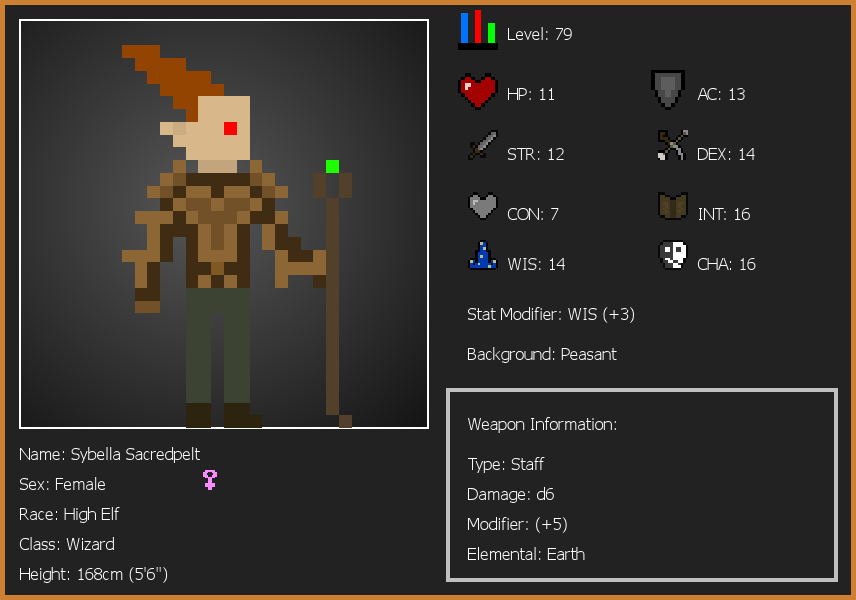 Level: 79
HP: 11
AC: 13
STR: 12
DEX: 14
CON: 7
INT: 16
WIS: 14
CHA: 16
Stat Modifier: WIS (+3)
Background: Peasant
Weapon Information:
Type: Staff
Damage: d6
Modifier: (+5)
Elemental: Earth
Name: Sybella Sacredpelt
Sex: Female
Race: High Elf
Class: Wizard
Height: 168cm (5'6")